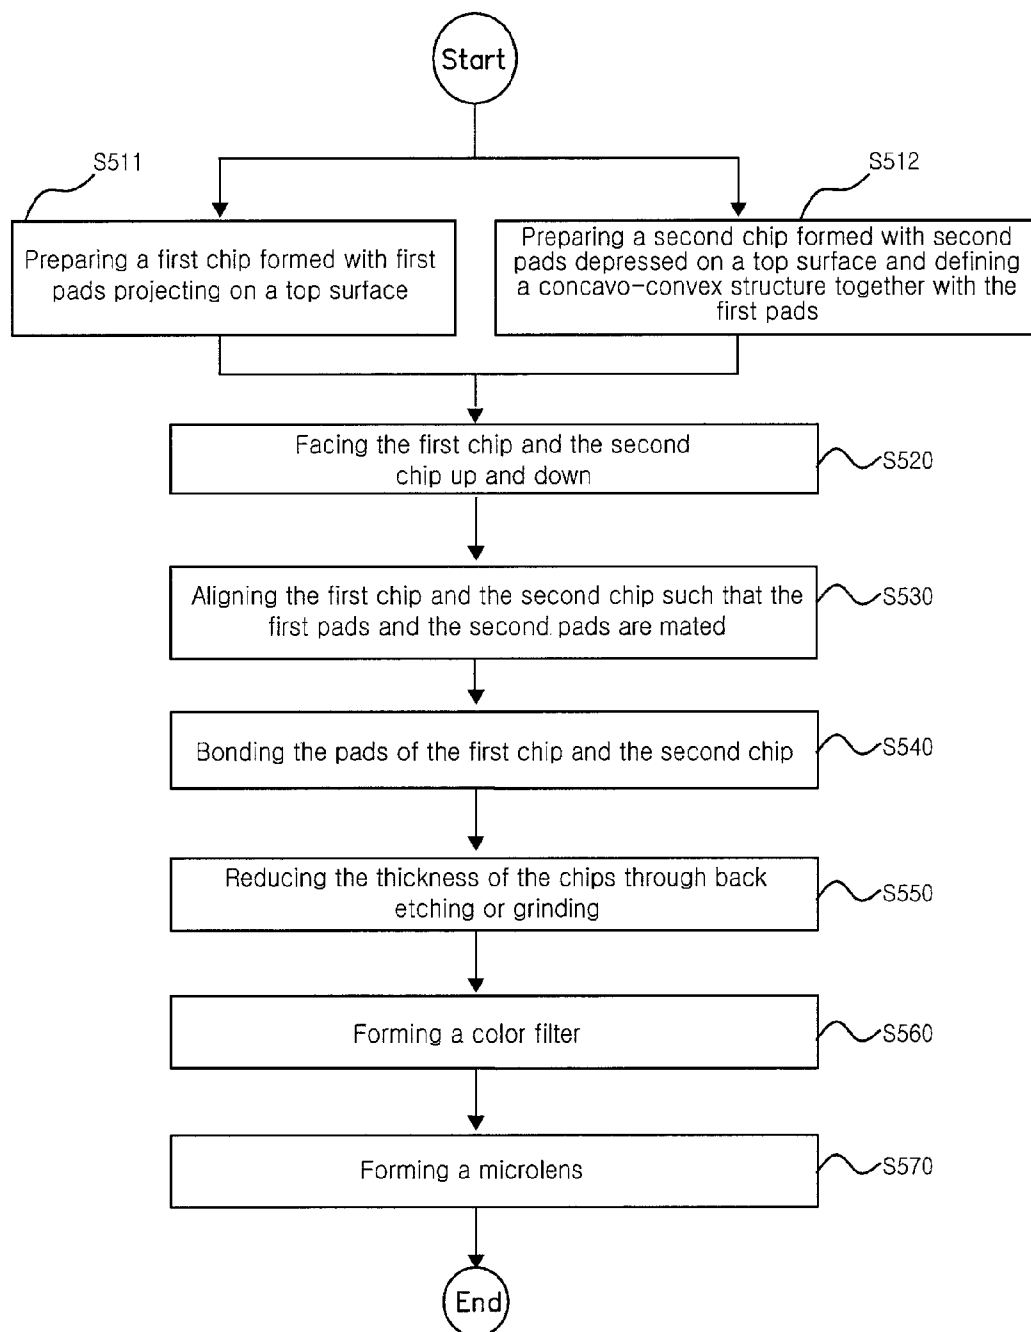 Start
S511
S512
Preparing a first chip formed with first
pads projecting on a top surface
Preparing a second chip formed with second
pads depressed on a top surface and defining
a concavo-convex structure together with the
first pads
Facing the first chip and the second
chip up and down
S520
Aligning the first chip and the second chip such that the
first pads and the second pads are mated
S530
Bonding the pads of the first chip and the second chip
S540
Reducing the thickness of the chips through back
etching or grinding
S550
Forming a color filter
S560
Forming a microlens
S570
End